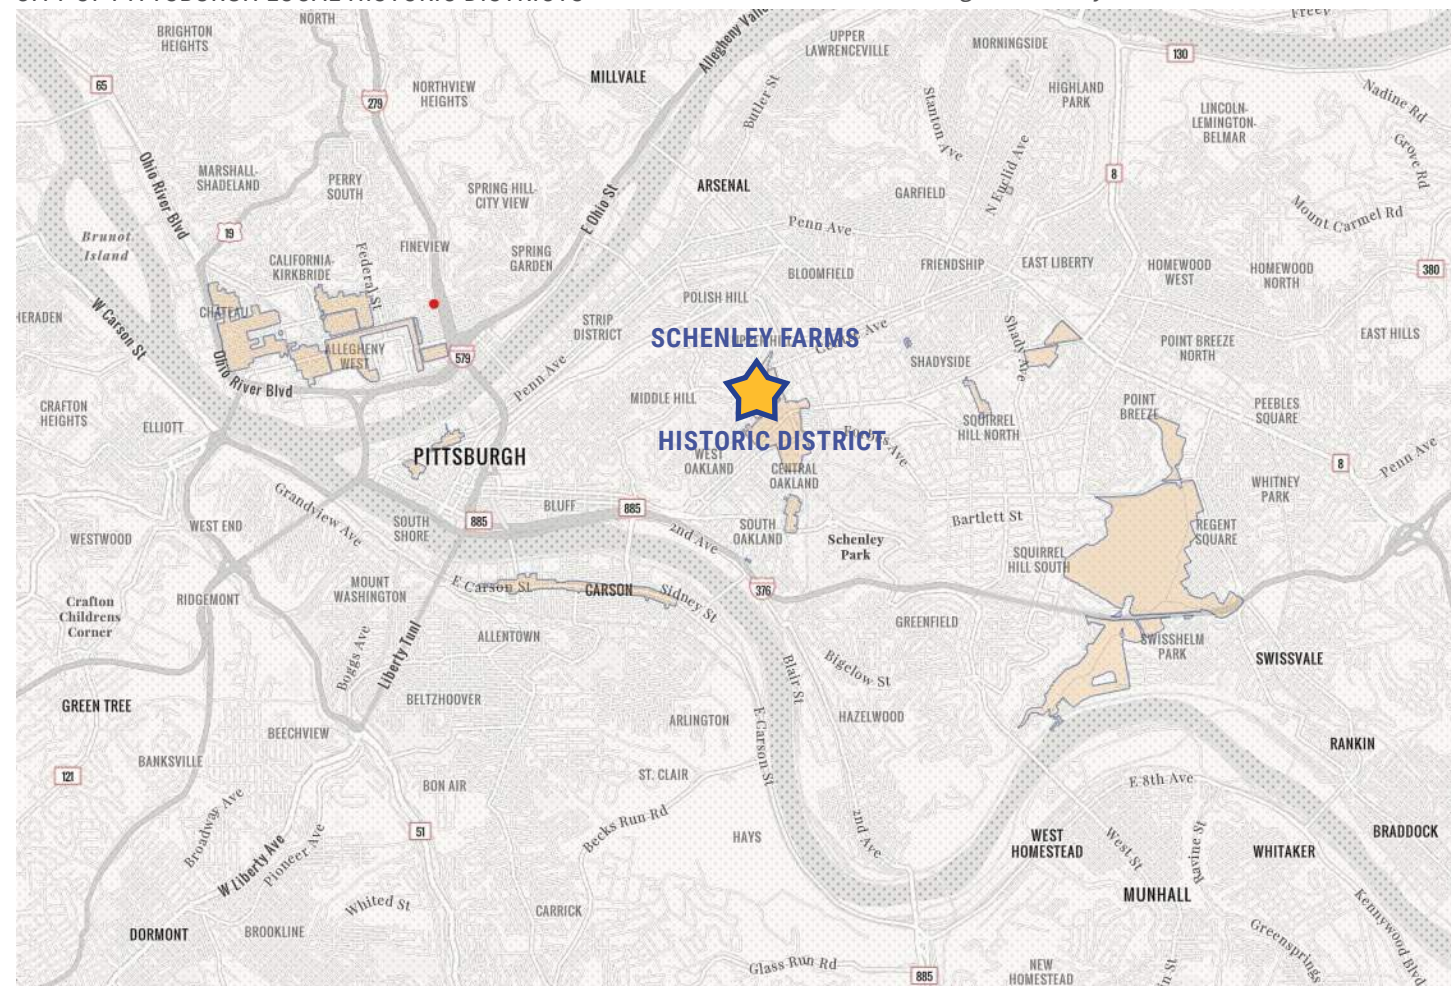 CITY OF PITTSBURGH LOCAL HISTORIC DISTRICTS
NORTH
BRIGHTON
HEIGHTS
65
279
NORTHVIEW
HEIGHTS
MILLVALE
Butler St
UPPER
LAWRENCEVILLE
MORNINGSIDE
130
Stanton Ave
HIGHLAND
PARK
LINCOLN-
LEMINGTON-
BELMAR
Nadine Rd
Grove Rd
Ohio River Blvd
MARSHALL-
SHADELAND
PERRY
SOUTH
SPRING HILL-
CITY VIEW
E Ohio St
ARSENAL
GARFIELD
N Euclid Ave
8
Mount Carmel Rd
Brunot
Island
19
CALIFORNIA-
KIRKBRIDE
Federal St
FINEVIEW
SPRING
GARDEN
Penn Ave
BLOOMFIELD
FRIENDSHIP
EAST LIBERTY
HOMEWOOD
WEST
HOMEWOOD
NORTH
380
W Carson St
CHATEAU
ALLEGHENY
WEST
579
POLISH HILL
STRIP
DISTRICT
Penn Ave
SCHENLEY FARMS
HISTORIC DISTRICT
SHADYSIDE
Shady Ave
POINT BREEZE
NORTH
EAST HILLS
Ohio River Blvd
CRAFTON
HEIGHTS
ELLIOTT
MIDDLE HILL
SQUIRREL
HILL NORTH
POINT
BREEZE
PEEBLES
SQUARE
PITTSBURGH
WEST
OAKLAND
CENTRAL
OAKLAND
8
Penn Ave
WHITNEY
PARK
Grandview Ave
WEST END
SOUTH
SHORE
885
BLUFF
885
2nd Ave
SOUTH
OAKLAND
Schenley
Park
Bartlett St
REGENT
SQUARE
WESTWOOD
SQUIRREL
HILL SOUTH
MOUNT
WASHINGTON
E Carson St
CARSON
Sidney St
376
Crafton
Childrens
Corner
RIDGEMONT
ALLENTOWN
GREENFIELD
SWISSHELM
PARK
SWISSVALE
Boggs Ave
Liberty Tunl
Blair St
Bigelow St
GREEN TREE
BELTZHOOVER
ARLINGTON
HAZELWOOD
E Carson St
BEECHVIEW
RANKIN
BANKSVILLE
121
BON AIR
ST. CLAIR
E 8th Ave
Broadway Ave
51
Becks Run Rd
HAYS
2nd Ave
WEST
HOMESTEAD
West St
Ravine St
WHITAKER
BRADDOCK
W Liberty Ave
Pioneer Ave
MUNHALL
Whited St
CARRICK
Kennywood Blvd
DORMONT
BROOKLINE
Greensprings
Glass Run Rd
885
NEW
HOMESTEAD